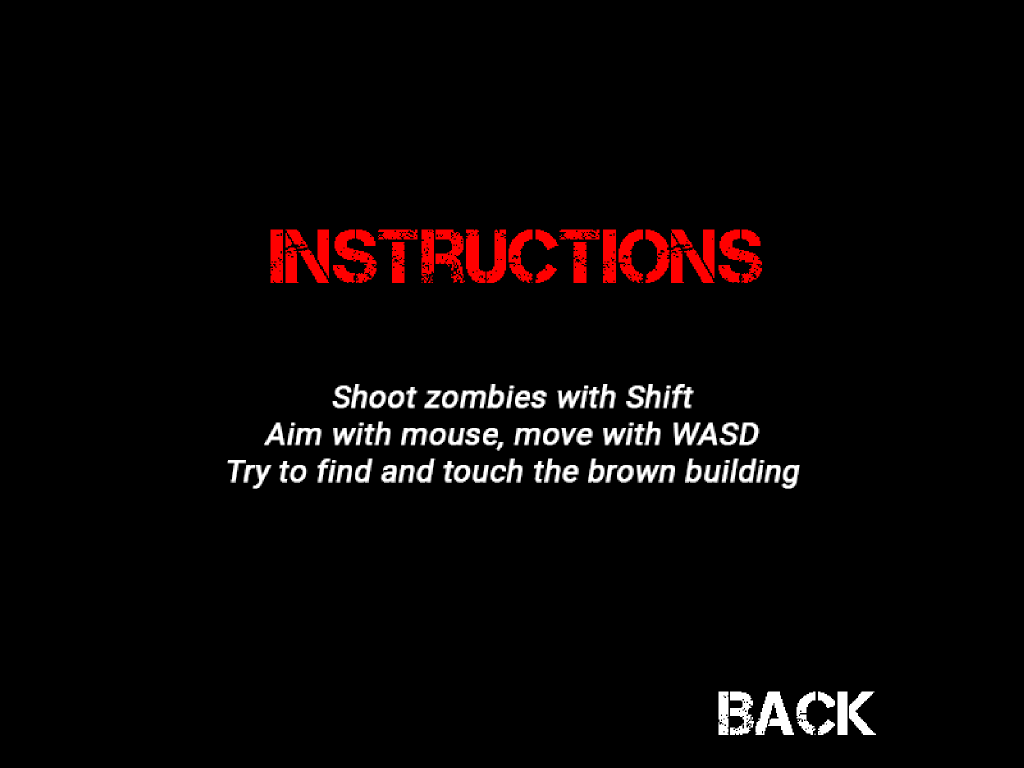 INSTRUCTIONS
Shoot zombies with Shift
Aim with mouse, move with WASD
Try to find and touch the brown building
BACK